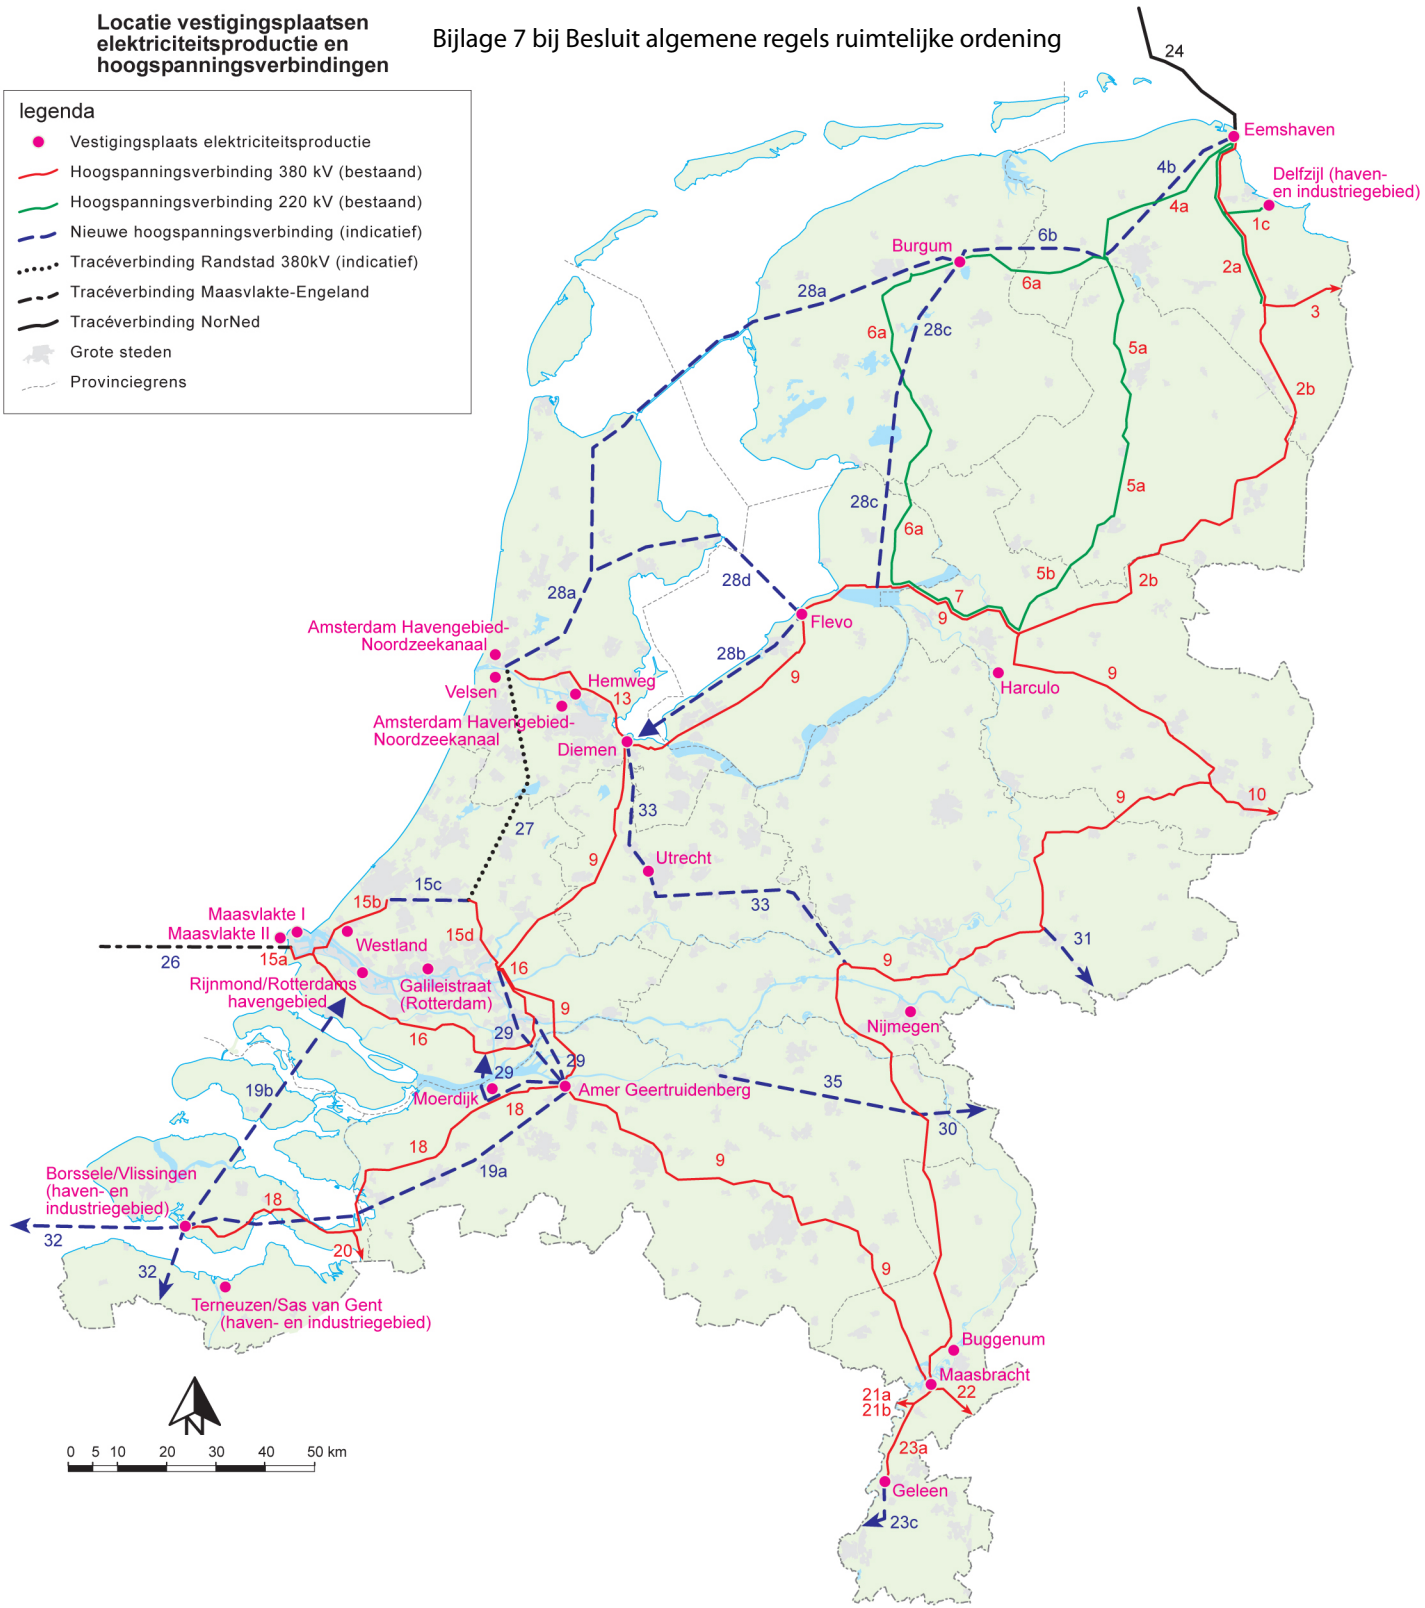 Locatie vestigingsplaatsen
elektriciteitsproductie en
hoogspanningsverbindingen
Bijlage 7 bij Besluit algemene regels ruimtelijke ordening
legenda
Vestigingsplaats elektriciteitsproductie
Hoogspanningsverbinding 380 kV (bestaand)
Hoogspanningsverbinding 220 kV (bestaand)
Nieuwe hoogspanningsverbinding (indicatief)
Tracéverbinding Randstad 380kV (indicatief)
Tracéverbinding Maasvlakte-Engeland
Tracéverbinding NorNed
Grote steden
Provinciegrens
24
Eemshaven
4b
Delfzijl (haven-
en industriegebied)
4a
1c
Burgum
6b
2a
6a
28a
3
6a
28c
5a
2b
28c
5a
6a
28d
5b
2b
28a
7
9
Flevo
Amsterdam Havengebied-
Noordzeekanaal
28b
9
9
Velsen
Hemweg
13
Harculo
Amsterdam Havengebied-
Noordzeekanaal
Diemen
10
9
33
27
9
Utrecht
15c
15b
33
Maasvlakte I
Maasvlakte II
Westland
15d
31
26
15a
16
9
Rijnmond/Rotterdams
havengebied
Galileistraat
(Rotterdam)
9
Nijmegen
16
29
29
29
35
19b
Moerdijk
Amer Geertruidenberg
18
30
18
19a
9
Borssele/Vlissingen
(haven- en
industriegebied)
18
32
20
32
9
Terneuzen/Sas van Gent
(haven- en industriegebied)
Buggenum
Maasbracht
21a
21b
22
N
23a
0 5 10 20 30 40 50 km
Geleen
23c